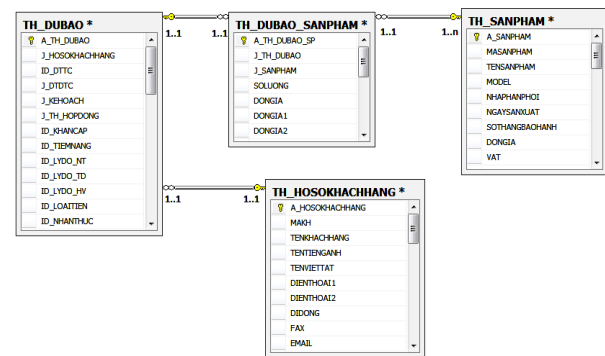 TH_DUBAO *
A_TH_DUBAO
J_HOSOKHACHHANG
ID_DTTC
J_DTDTC
J_KEHOACH
J_TH_HOPDONG
ID_KHANCAP
ID_TIEMNANG
ID_LYDO_NT
ID_LYDO_TD
ID_LYDO_HV
ID_LOAITIEN
ID_NHANTHUC
1..1
1..1
TH_DUBAO_SANPHAM *
A_TH_DUBAO_SP
J_TH_DUBAO
J_SANPHAM
SOLUONG
DONGIA
DONGIA1
DONGIA2
1..1
1..n
TH_SANPHAM *
A_SANPHAM
MASANPHAM
TENSANPHAM
MODEL
NHAPHANPHOI
NGAYSANXUAT
SOTHANGBAOHANH
DONGIA
VAT
1..1
1..1
TH_HOSOKHACHHANG *
A_HOSOKHACHHANG
MAKH
TENKHACHHANG
TENTIENGANH
TENVIETTAT
DIENTHOAI1
DIENTHOAI2
DIDONG
FAX
EMAIL